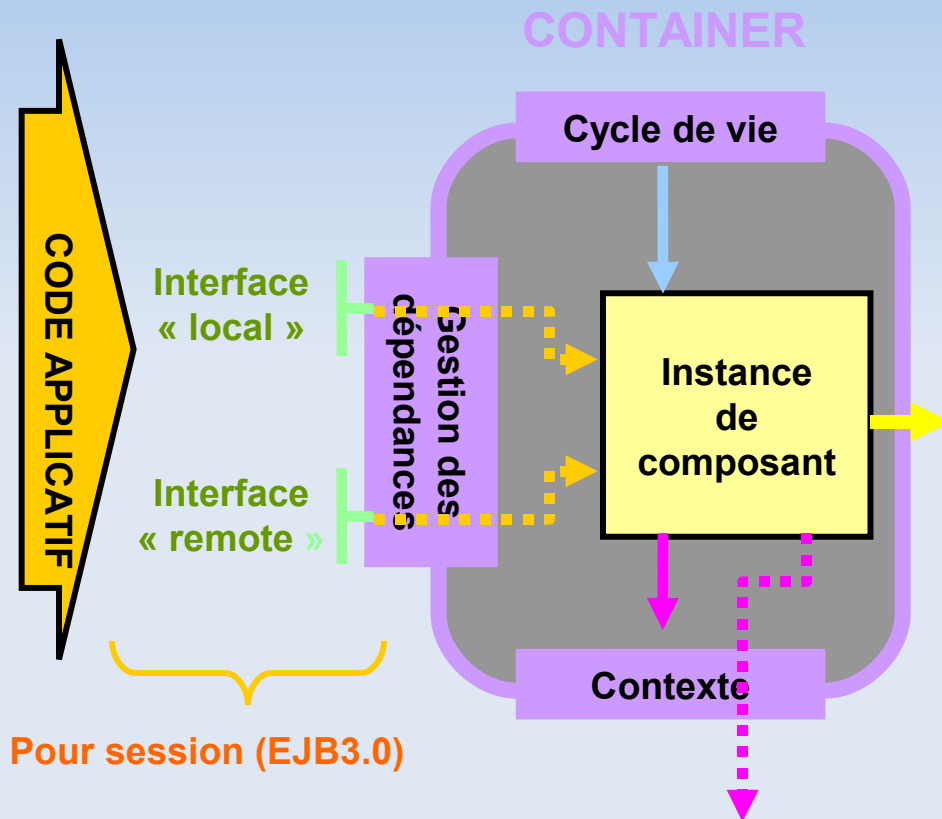 CONTAINER
Cycle de vie
CODE APPLICATIF
Interface
« local »
Gestion des
dépendances
Instance
de
composant
Interface
« remote »
Contexte
Pour session (EJB3.0)